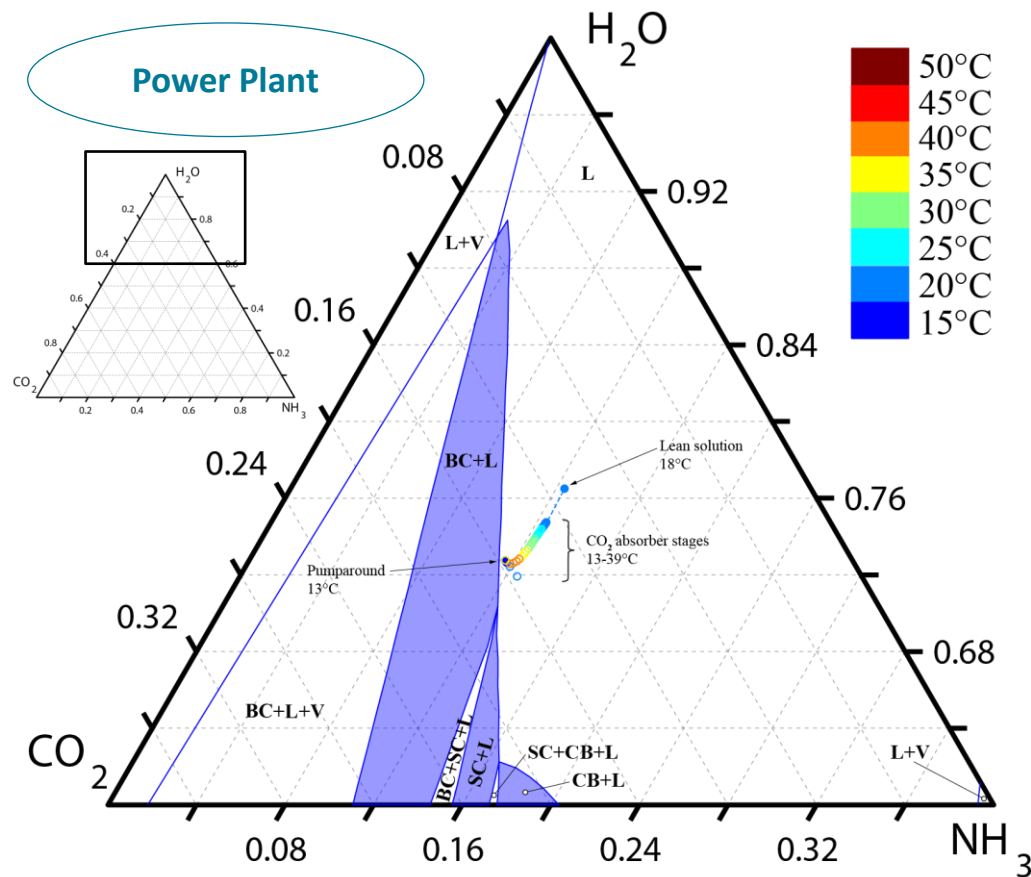 Power Plant
H₂O
50°C
45°C
40°C
35°C
30°C
25°C
20°C
15°C
0.08
L
0.92
H₂O
0.2
0.8
0.4
0.6
0.6
0.4
0.8
0.2
CO₂
0.2
0.4
0.6
0.8
NH₃
L+V
0.16
0.84
BC+L
Lean solution
18°C
0.24
0.76
CO₂ absorber stages
13-39°C
Pumparound
13°C
0.32
0.68
BC+L+V
BC+SC+L
SC+L
SC+CB+L
CB+L
L+V
CO₂
NH₃
0.08
0.16
0.24
0.32